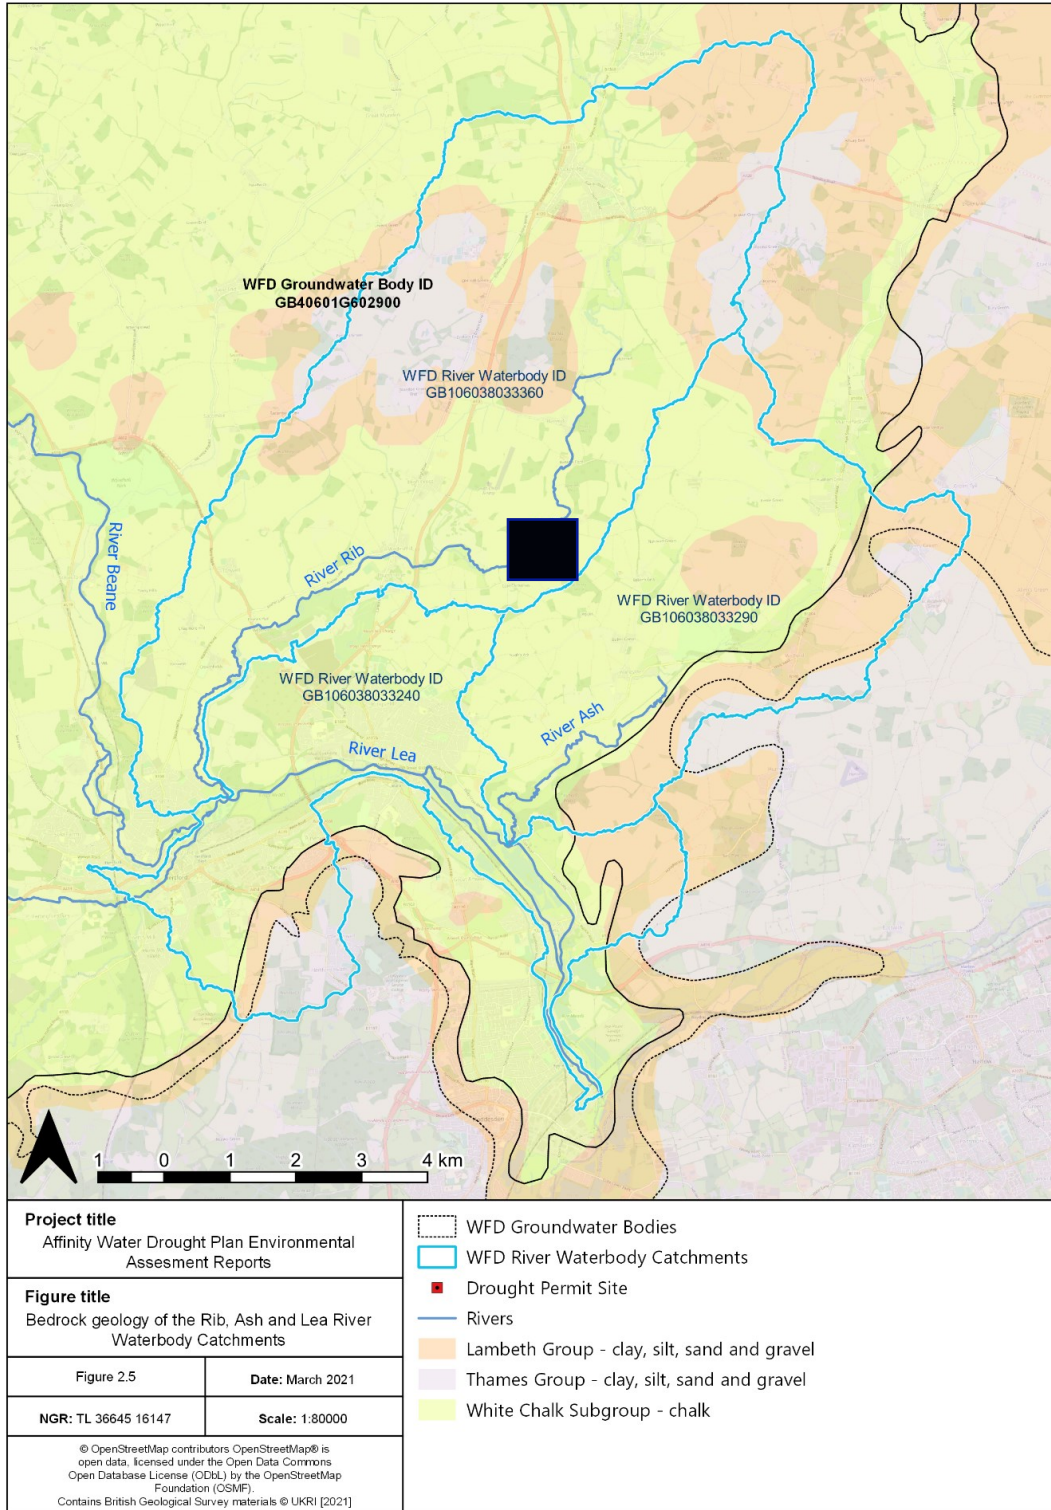 WFD Groundwater Body ID
GB40601G602900
WFD River Waterbody ID
GB106038033360
River Beane
River Rib
WFD River Waterbody ID
GB106038033290
WFD River Waterbody ID
GB106038033240
River Ash
River Lea
1 0 1 2 3 4 km
Project title
Affinity Water Drought Plan Environmental
Assesment Reports
Figure title
Bedrock geology of the Rib, Ash and Lea River
Waterbody Catchments
Figure 2.5
Date: March 2021
NGR: TL 36645 16147
Scale: 1:80000
© OpenStreetMap contributors OpenStreetMap® is
open data, licensed under the Open Data Commons
Open Database License (ODbL) by the OpenStreetMap
Foundation (OSMF).
Contains British Geological Survey materials © UKRI [2021]
WFD Groundwater Bodies
WFD River Waterbody Catchments
Drought Permit Site
Rivers
Lambeth Group - clay, silt, sand and gravel
Thames Group - clay, silt, sand and gravel
White Chalk Subgroup - chalk